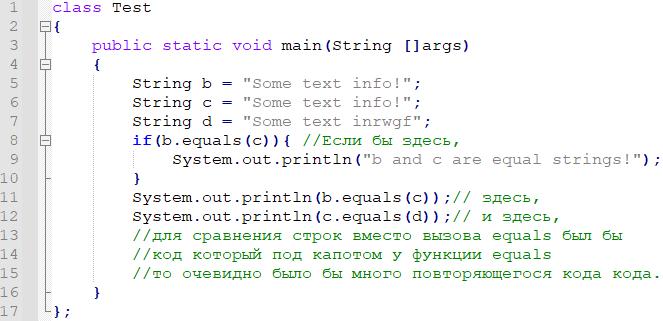 1 class Test
2 {
3 public static void main(String []args)
4 {
5 String b = "Some text info!";
6 String c = "Some text info!";
7 String d = "Some text inrwgf";
8 if(b.equals(c)){ //Если бы здесь,
9 System.out.println("b and c are equal strings!");
10 }
11 System.out.println(b.equals(c));// здесь,
12 System.out.println(c.equals(d));// и здесь,
13 //для сравнения строк вместо вызова equals был бы
14 //код который под капотом у функции equals
15 //то очевидно было бы много повторяющегося кода кода.
16 }
17 };